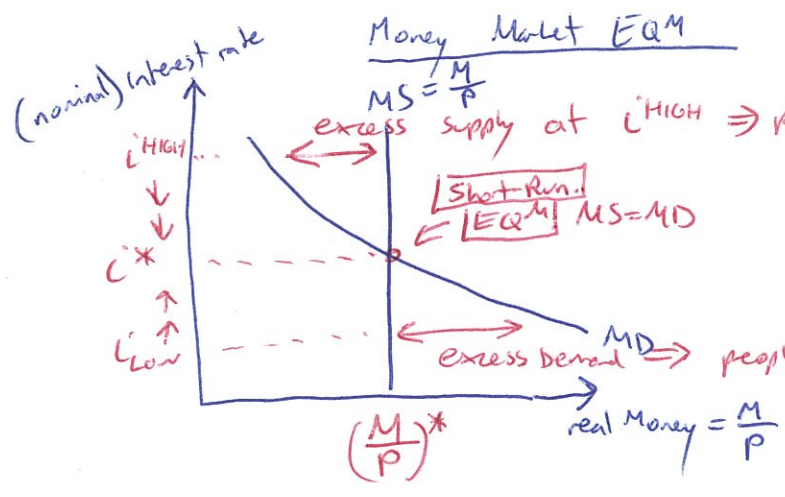 Money Market EQM
(nominal) interest rate
MS = M/P
iHIGH
excess supply at iHIGH ⇒ p
Short-Run
EQM MS=MD
i*
iLOW
MD
excess Demand ⇒ peopl
(M/P)*
real Money = M/P